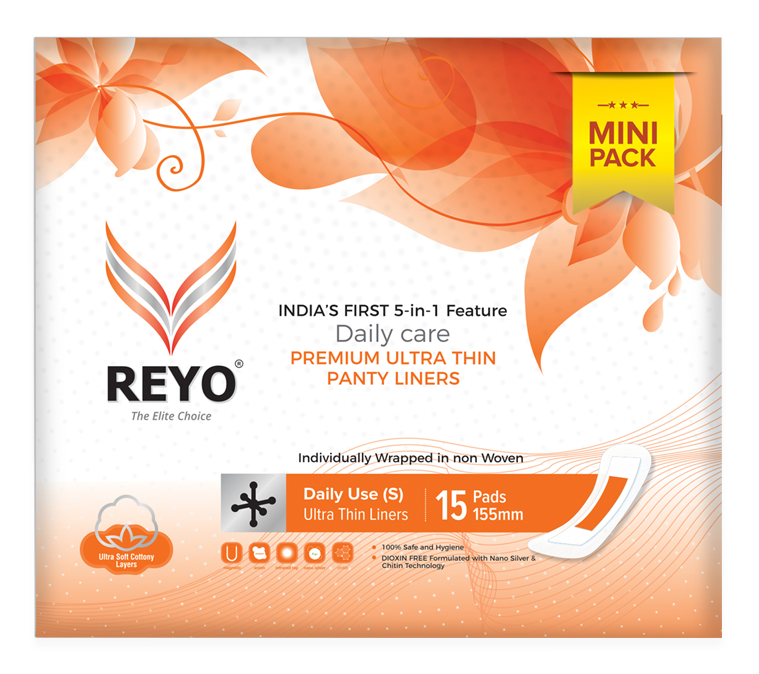 MINI
PACK
INDIA'S FIRST 5-in-1 Feature
Daily care
PREMIUM ULTRA THIN
PANTY LINERS
REYO®
The Elite Choice
Individually Wrapped in non Woven
Daily Use (S)
Ultra Thin Liners
15 Pads
155mm
Ultra Soft Cottony
Layers
100% Safe and Hygiene
DIOXIN FREE Formulated with Nano Silver &
Chitin Technology